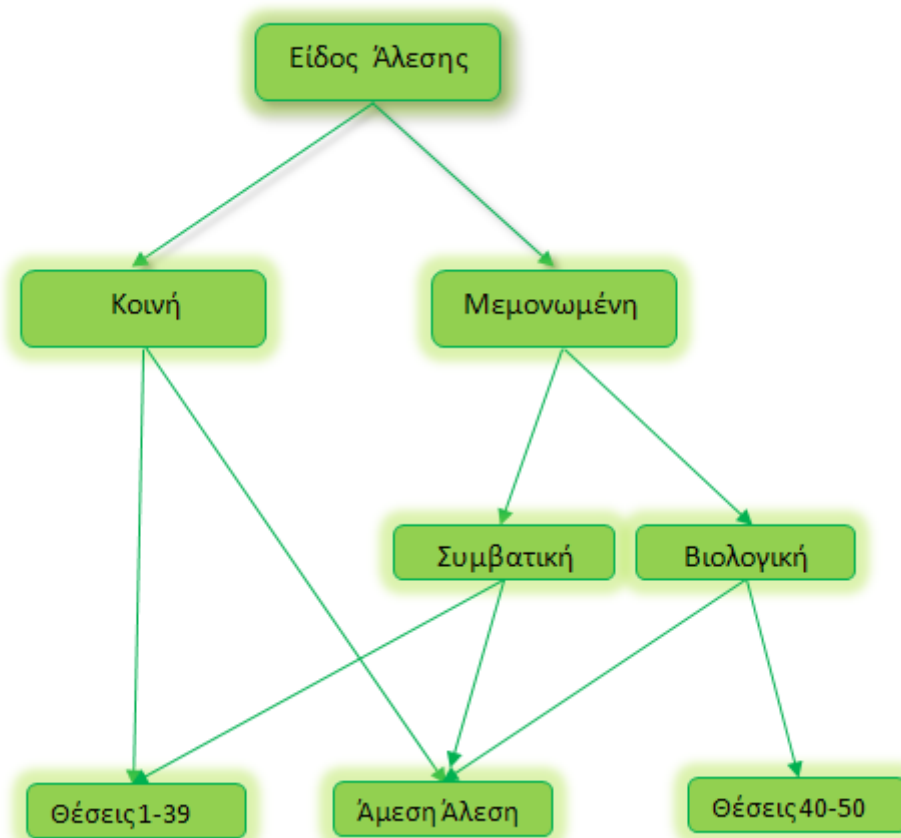 Είδος Άλεσης
Κοινή
Μεμονωμένη
Συμβατική
Βιολογική
Θέσεις 1-39
Άμεση Άλεση
Θέσεις 40-50